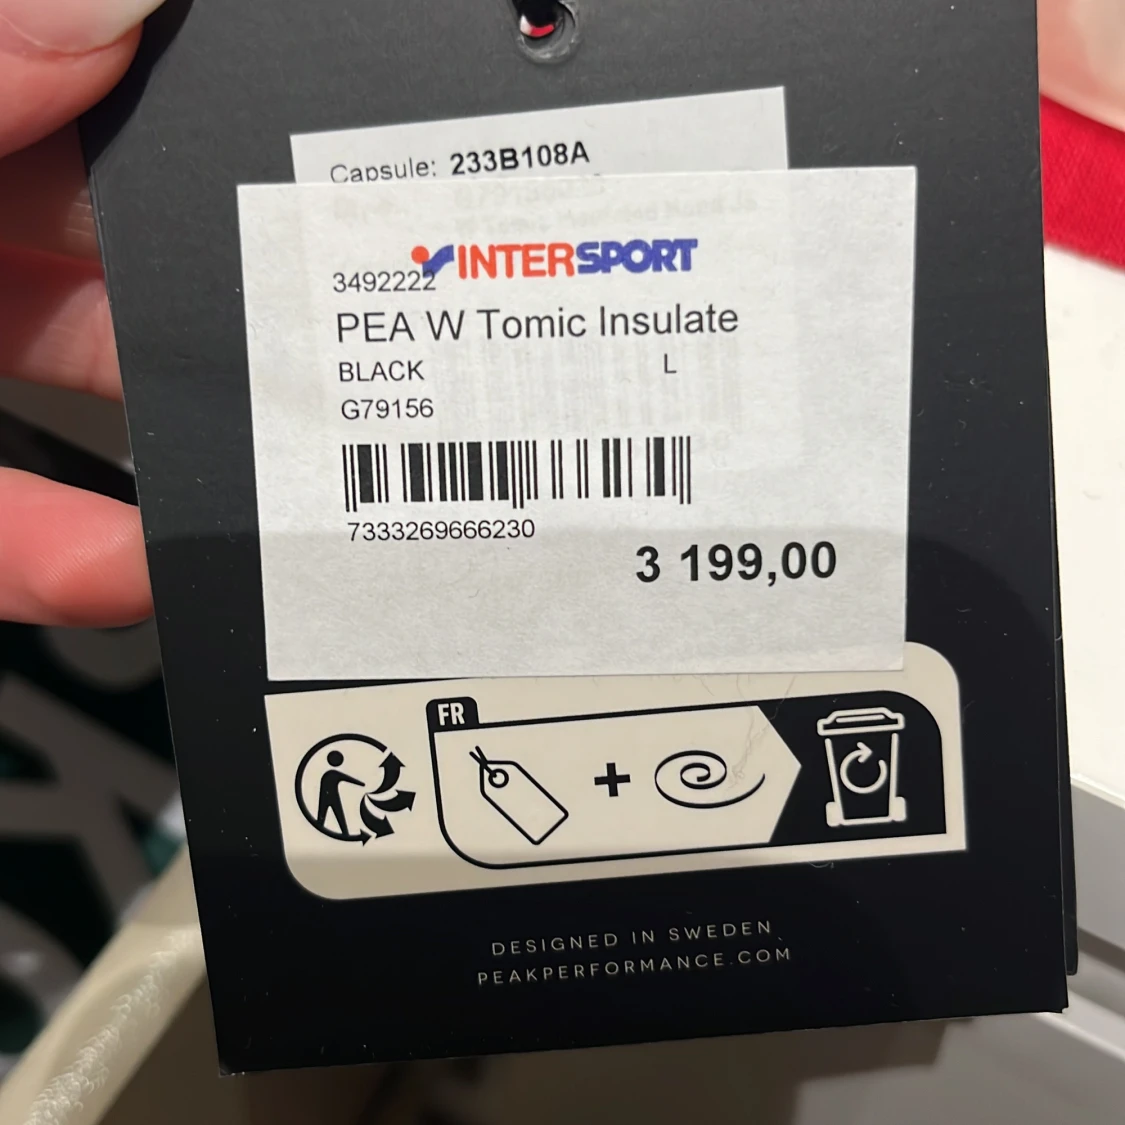 Capsule: 233B108A
INTERSPORT
3492222
PEA W Tomic Insulate
BLACK L
G79156
7333269666230
3 199,00
FR
DESIGNED IN SWEDEN
PEAKPERFORMANCE.COM